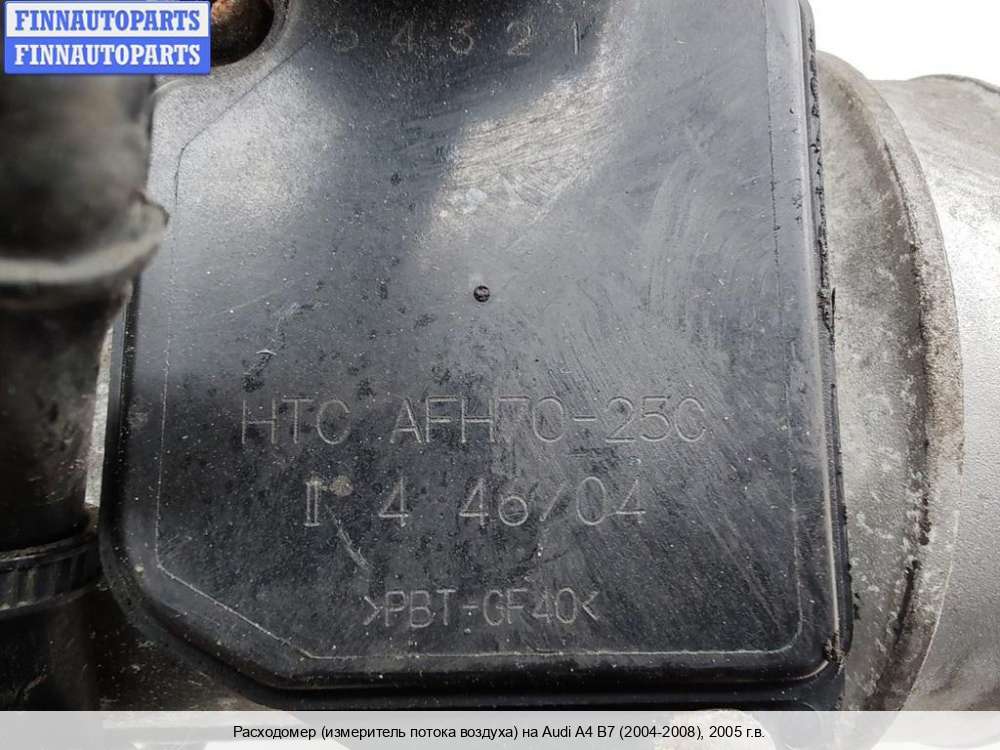 FINNAUTOPARTS
FINNAUTOPARTS
5 4 3 2 1
HTC AFH70-25C
II 4 46/04
>PBT-GF40<
Расходомер (измеритель потока воздуха) на Audi A4 B7 (2004-2008), 2005 г.в.